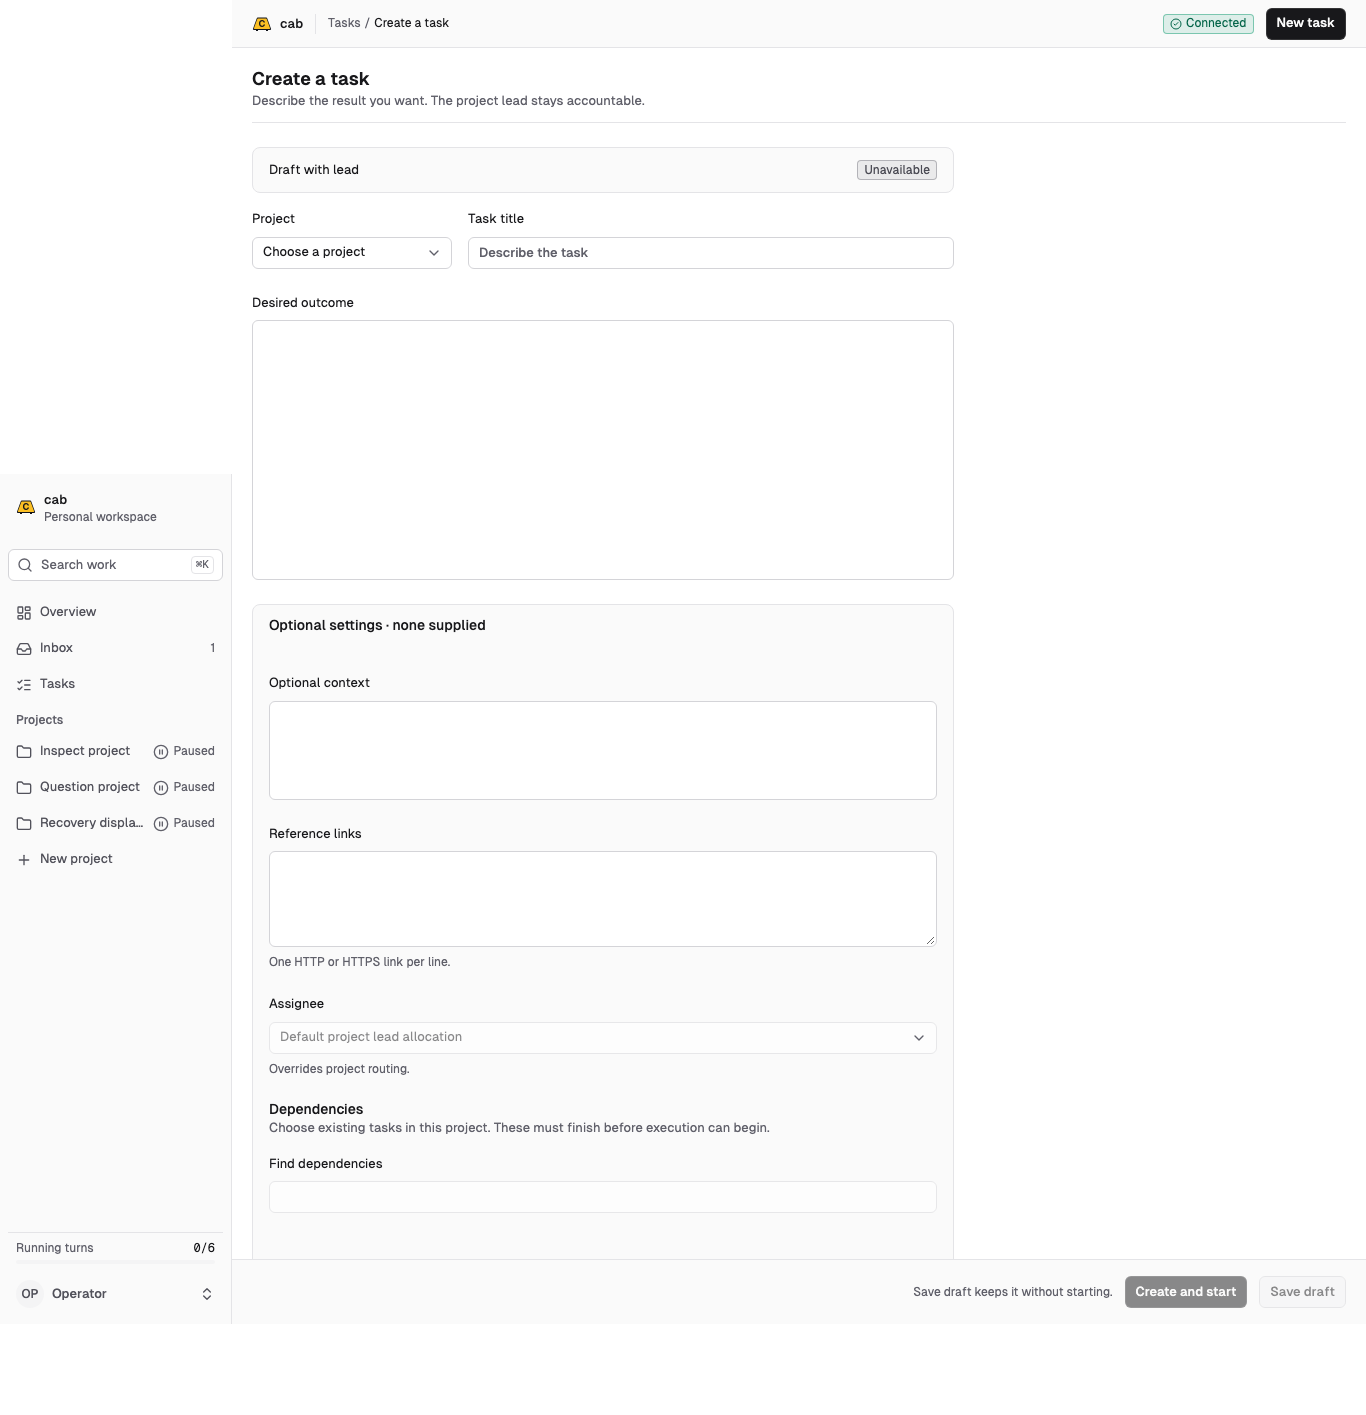 cab
Tasks / Create a task
Connected
New task
Create a task
Describe the result you want. The project lead stays accountable.
Draft with lead
Unavailable
Project
Task title
Choose a project
Describe the task
Desired outcome
cab
Personal workspace
Search work
⌘K
Overview
Inbox
1
Tasks
Projects
Inspect project
Paused
Question project
Paused
Recovery displa...
Paused
New project
Running turns
0/6
OP
Operator
Optional settings · none supplied
Optional context
Reference links
One HTTP or HTTPS link per line.
Assignee
Default project lead allocation
Overrides project routing.
Dependencies
Choose existing tasks in this project. These must finish before execution can begin.
Find dependencies
Save draft keeps it without starting.
Create and start
Save draft